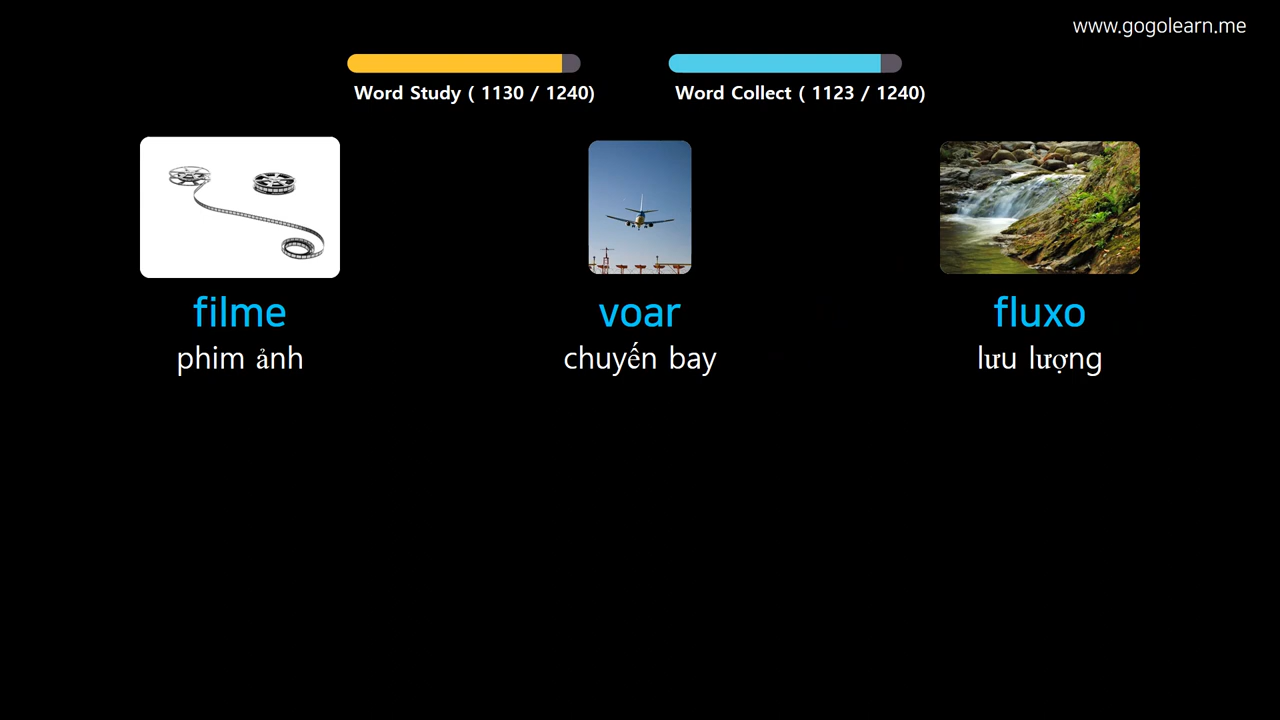 www.gogolearn.me
Word Study ( 1130 / 1240)
Word Collect ( 1123 / 1240)
filme
phim ảnh
voar
chuyến bay
fluxo
lưu lượng